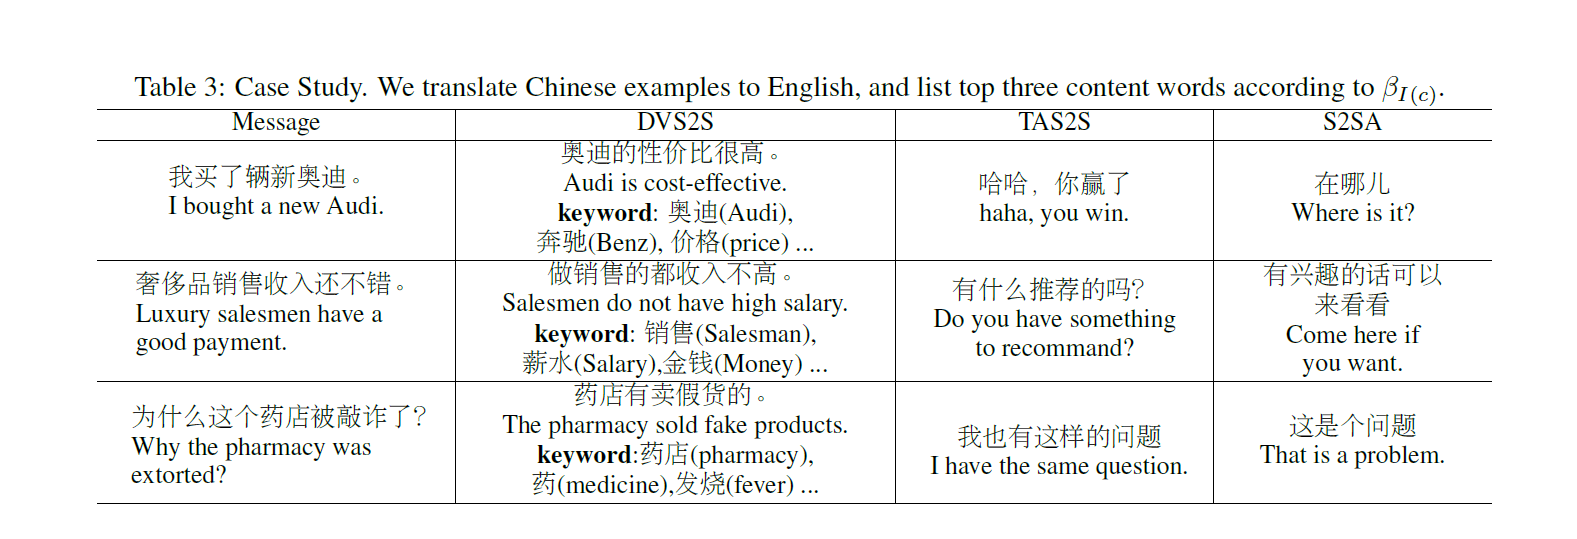 Table 3: Case Study. We translate Chinese examples to English, and list top three content words according to β_{I(c)}.
Message DVS2S TAS2S S2SA
我买了辆新奥迪。
I bought a new Audi.
奥迪的性价比很高。
Audi is cost-effective.
keyword: 奥迪(Audi),
奔驰(Benz), 价格(price) ...
哈哈，你赢了
haha, you win.
在哪儿
Where is it?
奢侈品销售收入还不错。
Luxury salesmen have a
good payment.
做销售的都收入不高。
Salesmen do not have high salary.
keyword: 销售(Salesman),
薪水(Salary),金钱(Money) ...
有什么推荐的吗?
Do you have something
to recommand?
有兴趣的话可以
来看看
Come here if
you want.
为什么这个药店被敲诈了?
Why the pharmacy was
extorted?
药店有卖假货的。
The pharmacy sold fake products.
keyword:药店(pharmacy),
药(medicine),发烧(fever) ...
我也有这样的问题
I have the same question.
这是个问题
That is a problem.